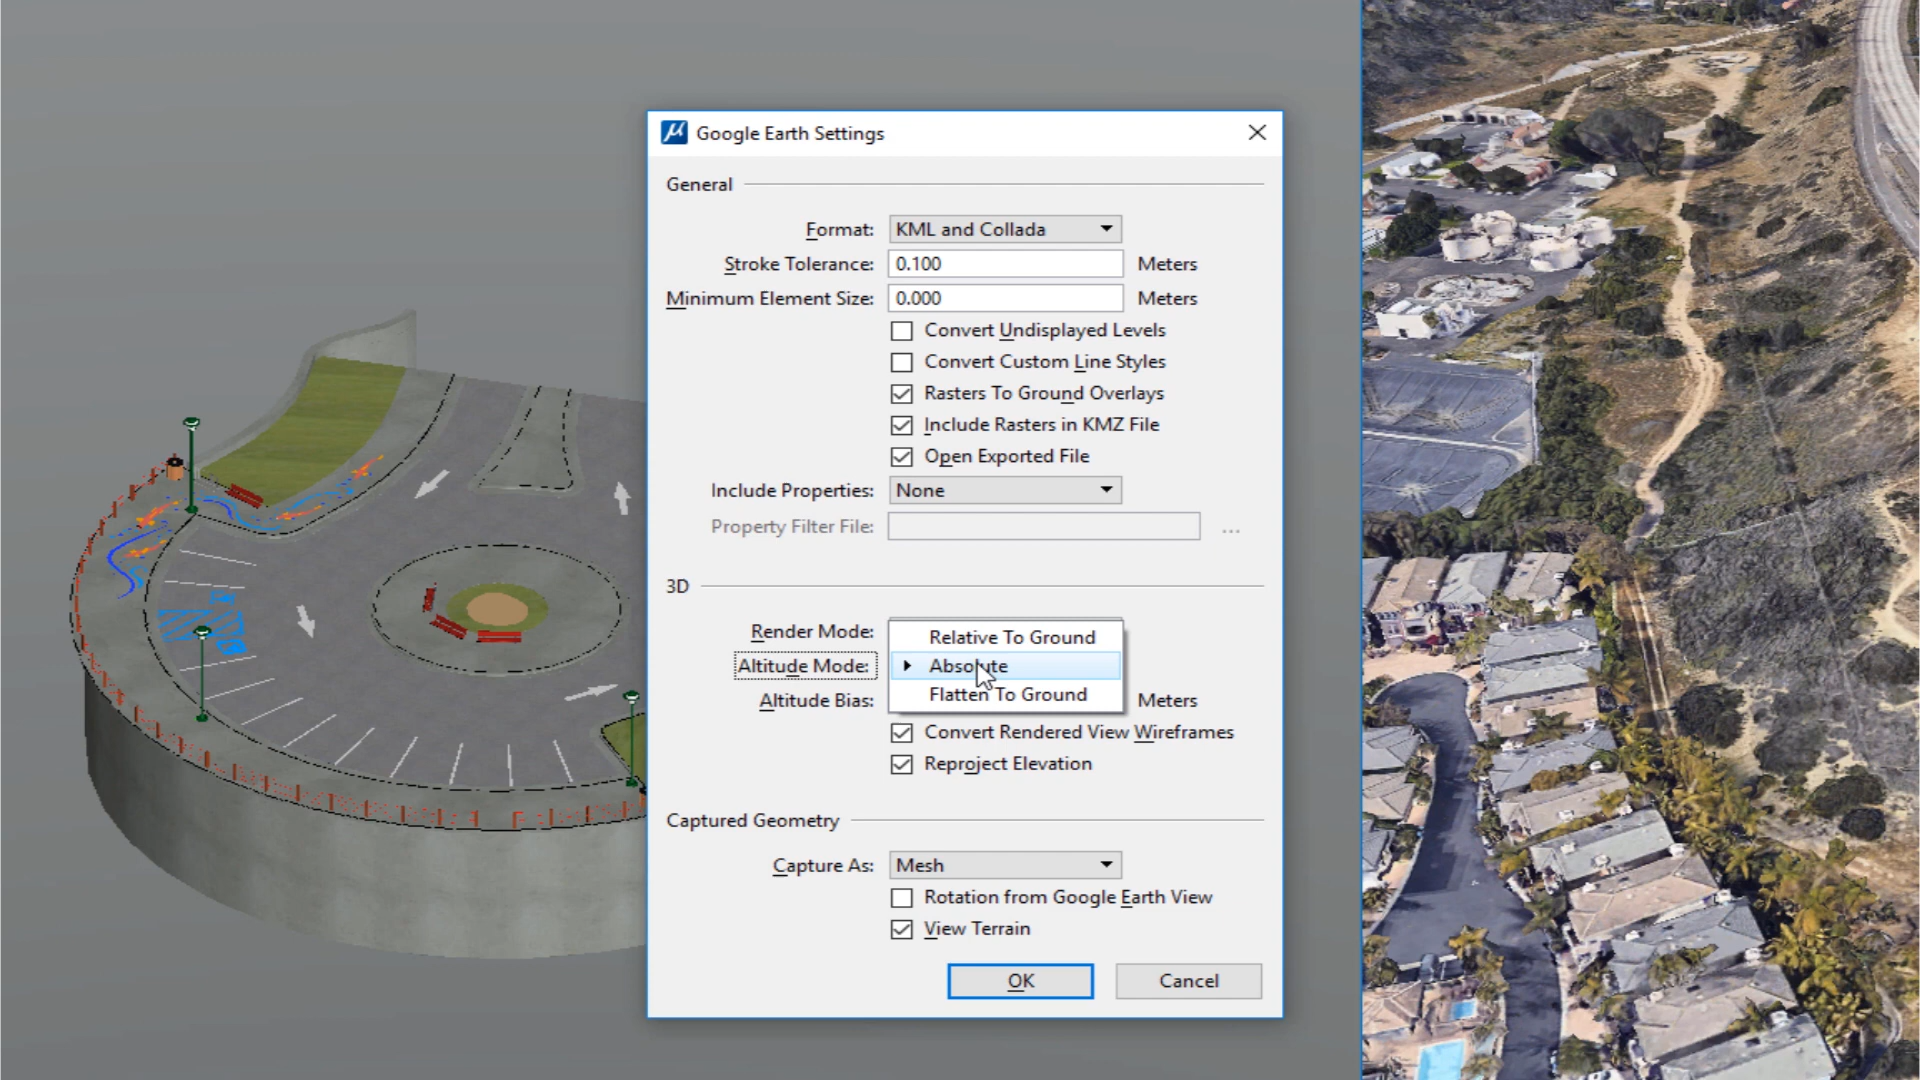 Google Earth Settings
General
Format: KML and Collada
Stroke Tolerance: 0.100 Meters
Minimum Element Size: 0.000 Meters
Convert Undisplayed Levels
Convert Custom Line Styles
Rasters To Ground Overlays
Include Rasters in KMZ File
Open Exported File
Include Properties: None
Property Filter File: ...
3D
Render Mode:
Relative To Ground
Altitude Mode: Absolute
Altitude Bias: Flatten To Ground Meters
Convert Rendered View Wireframes
Reproject Elevation
Captured Geometry
Capture As: Mesh
Rotation from Google Earth View
View Terrain
OK Cancel